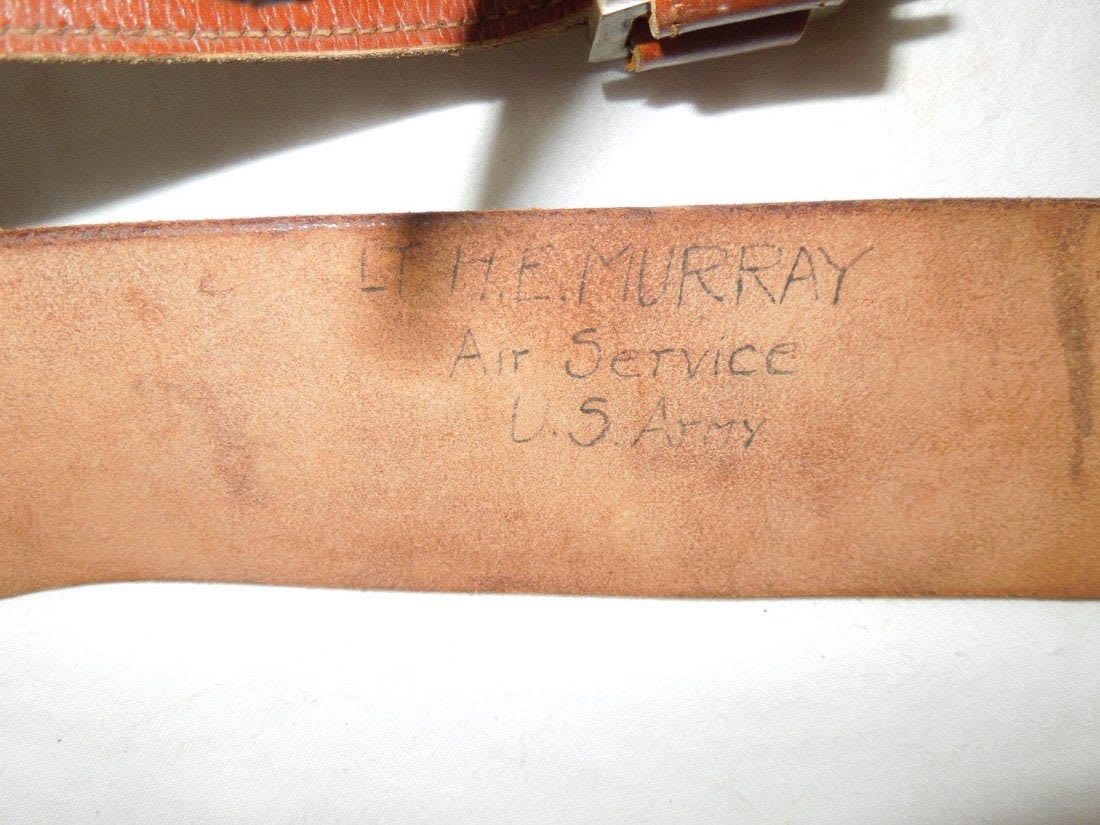 LT H.E. MURRAY
Air Service
U.S. Army